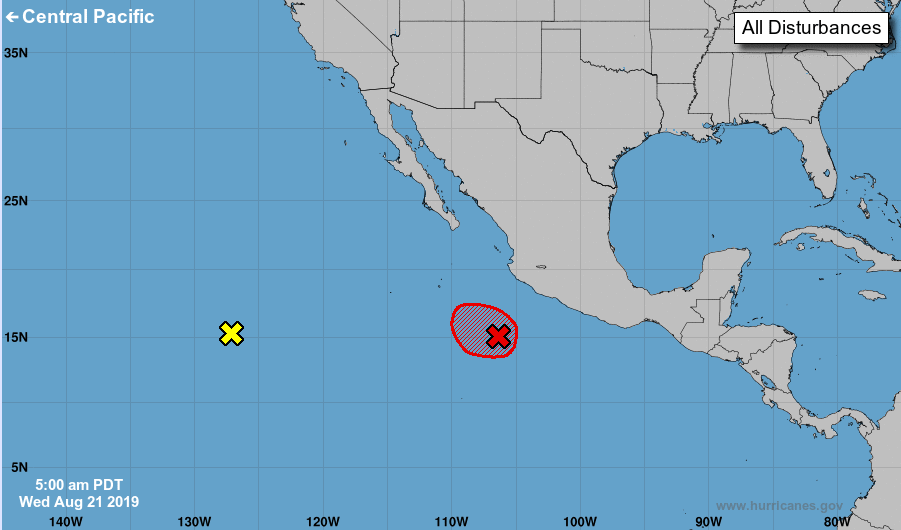 ← Central Pacific
All Disturbances
35N
25N
15N
5N
5:00 am PDT
Wed Aug 21 2019
www.hurricanes.gov
140W 130W 120W 110W 100W 90W 80W